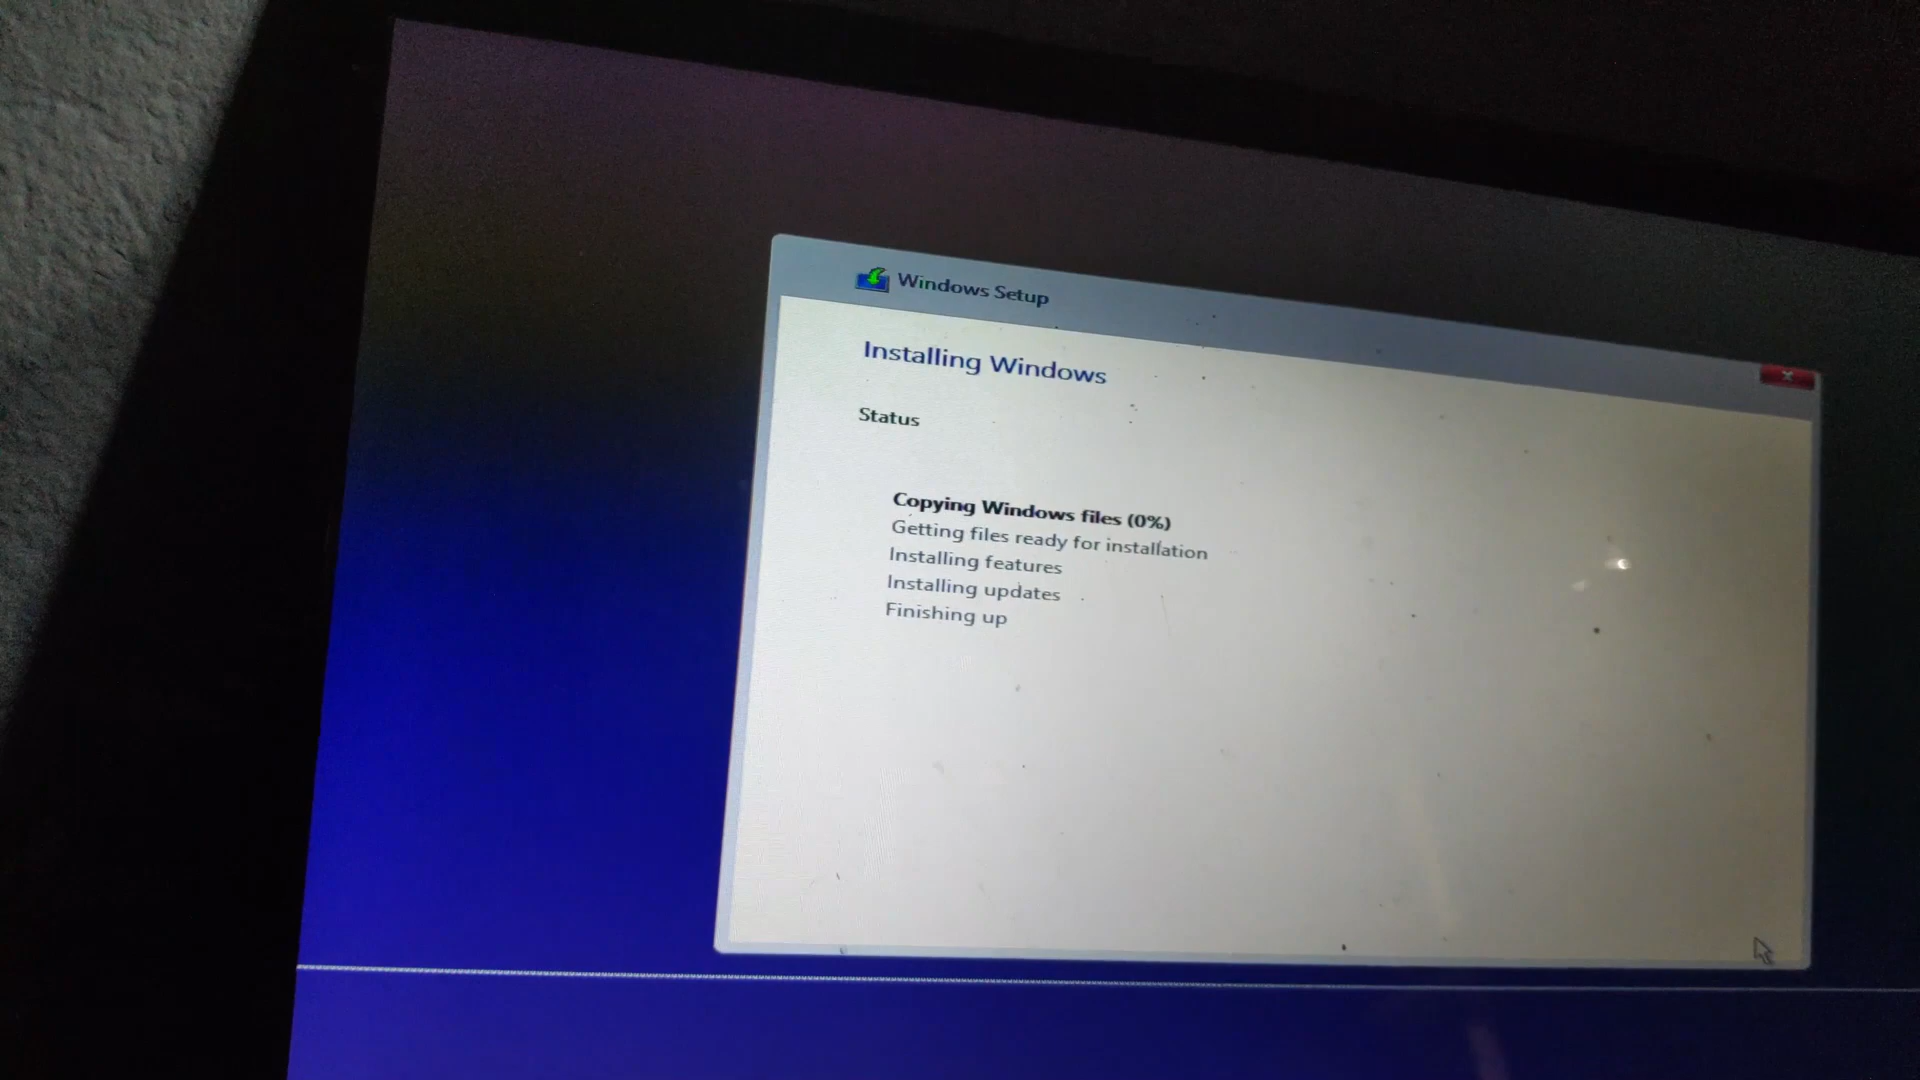 Windows Setup
Installing Windows
Status
Copying Windows files (0%)
Getting files ready for installation
Installing features
Installing updates
Finishing up